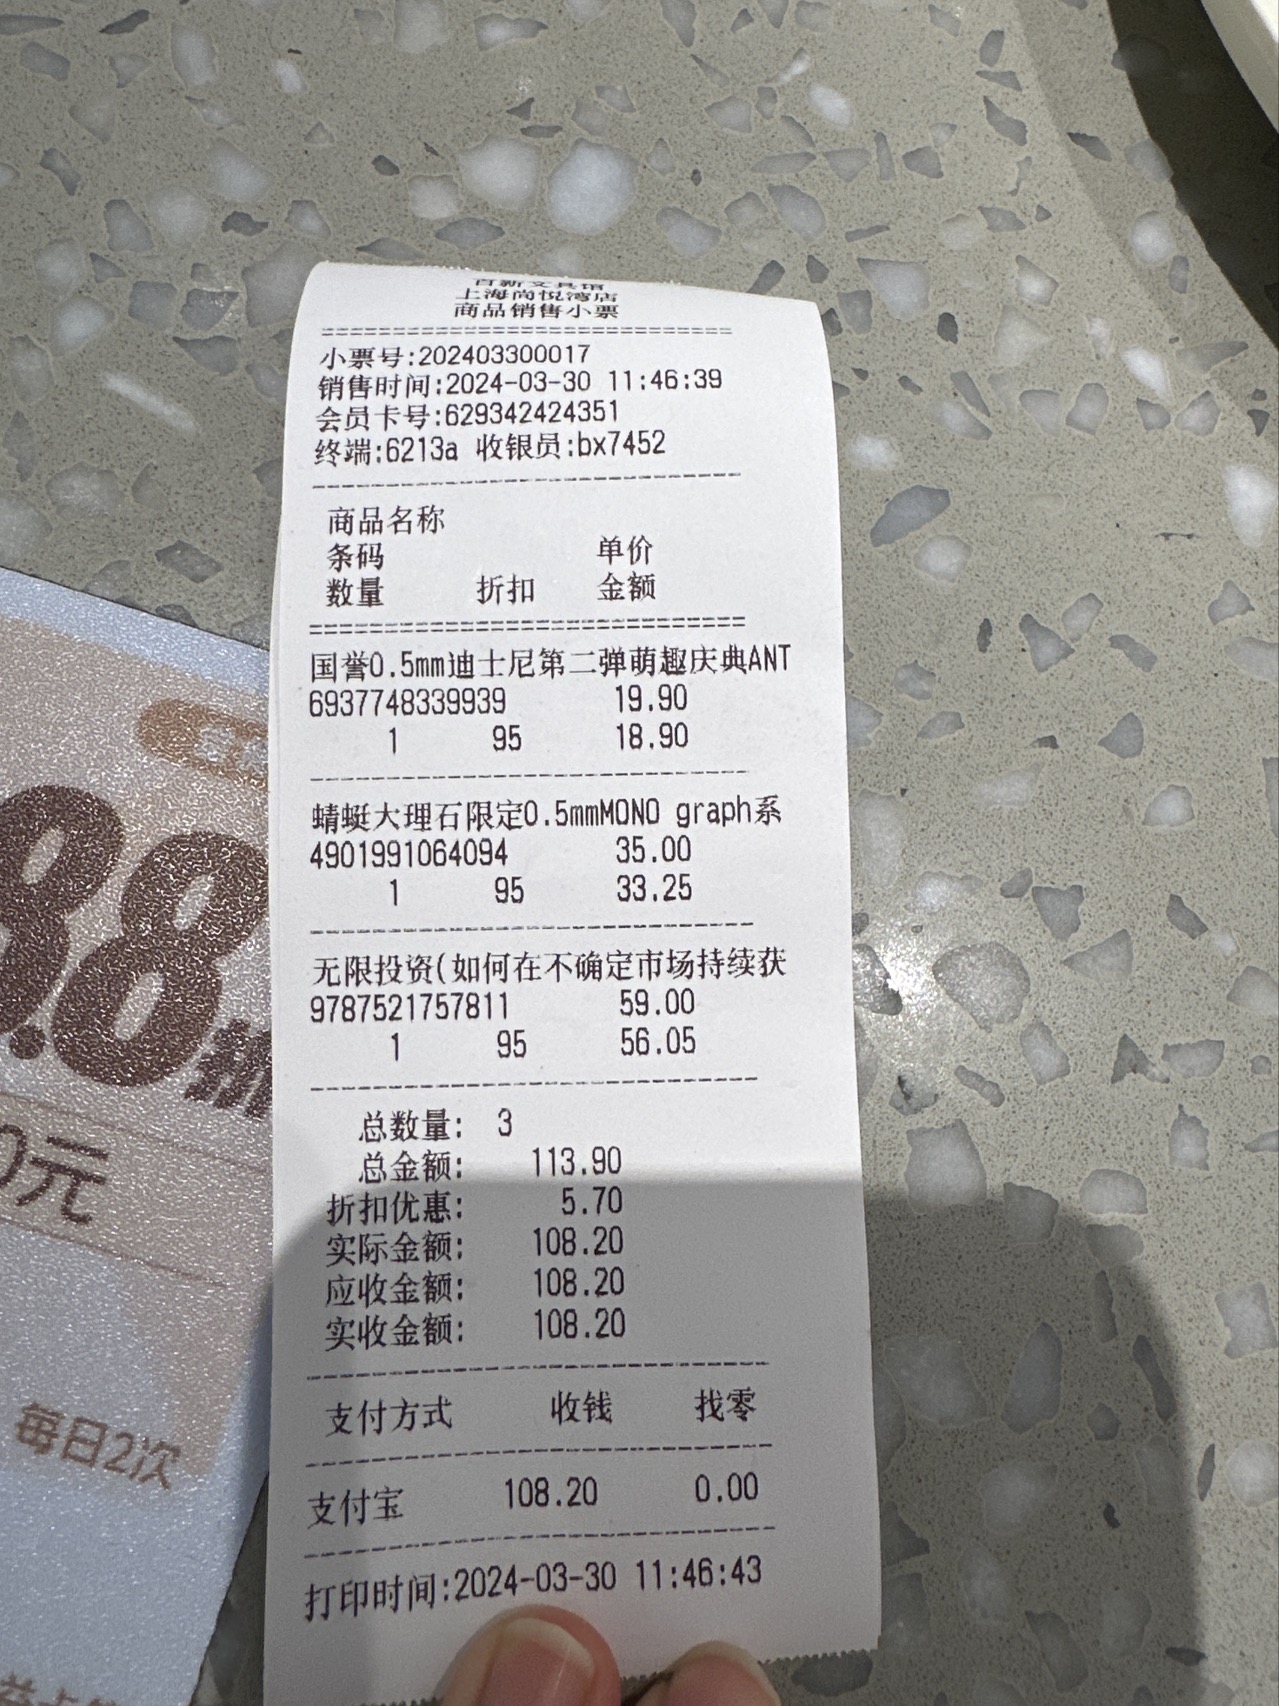 百新文具馆
上海尚悦湾店
商品销售小票
小票号:202403300017
销售时间:2024-03-30 11:46:39
会员卡号:629342424351
终端:6213a 收银员:bx7452
商品名称
条码 单价
数量 折扣 金额
国誉0.5mm迪士尼第二弹萌趣庆典ANT
6937748339939 19.90
1 95 18.90
蜻蜓大理石限定0.5mmMONO graph系
4901991064094 35.00
1 95 33.25
无限投资(如何在不确定市场持续获
9787521757811 59.00
1 95 56.05
总数量: 3
总金额: 113.90
折扣优惠: 5.70
实际金额: 108.20
应收金额: 108.20
实收金额: 108.20
支付方式 收钱 找零
支付宝 108.20 0.00
打印时间:2024-03-30 11:46:43
8.8
0元
每日2次